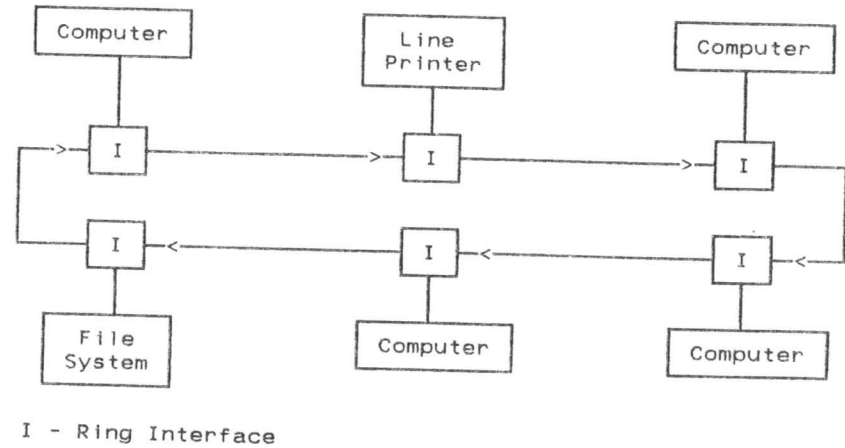 Computer
Line
Printer
Computer
> I > I > I
I < I < I <
File
System
Computer
Computer
I - Ring Interface